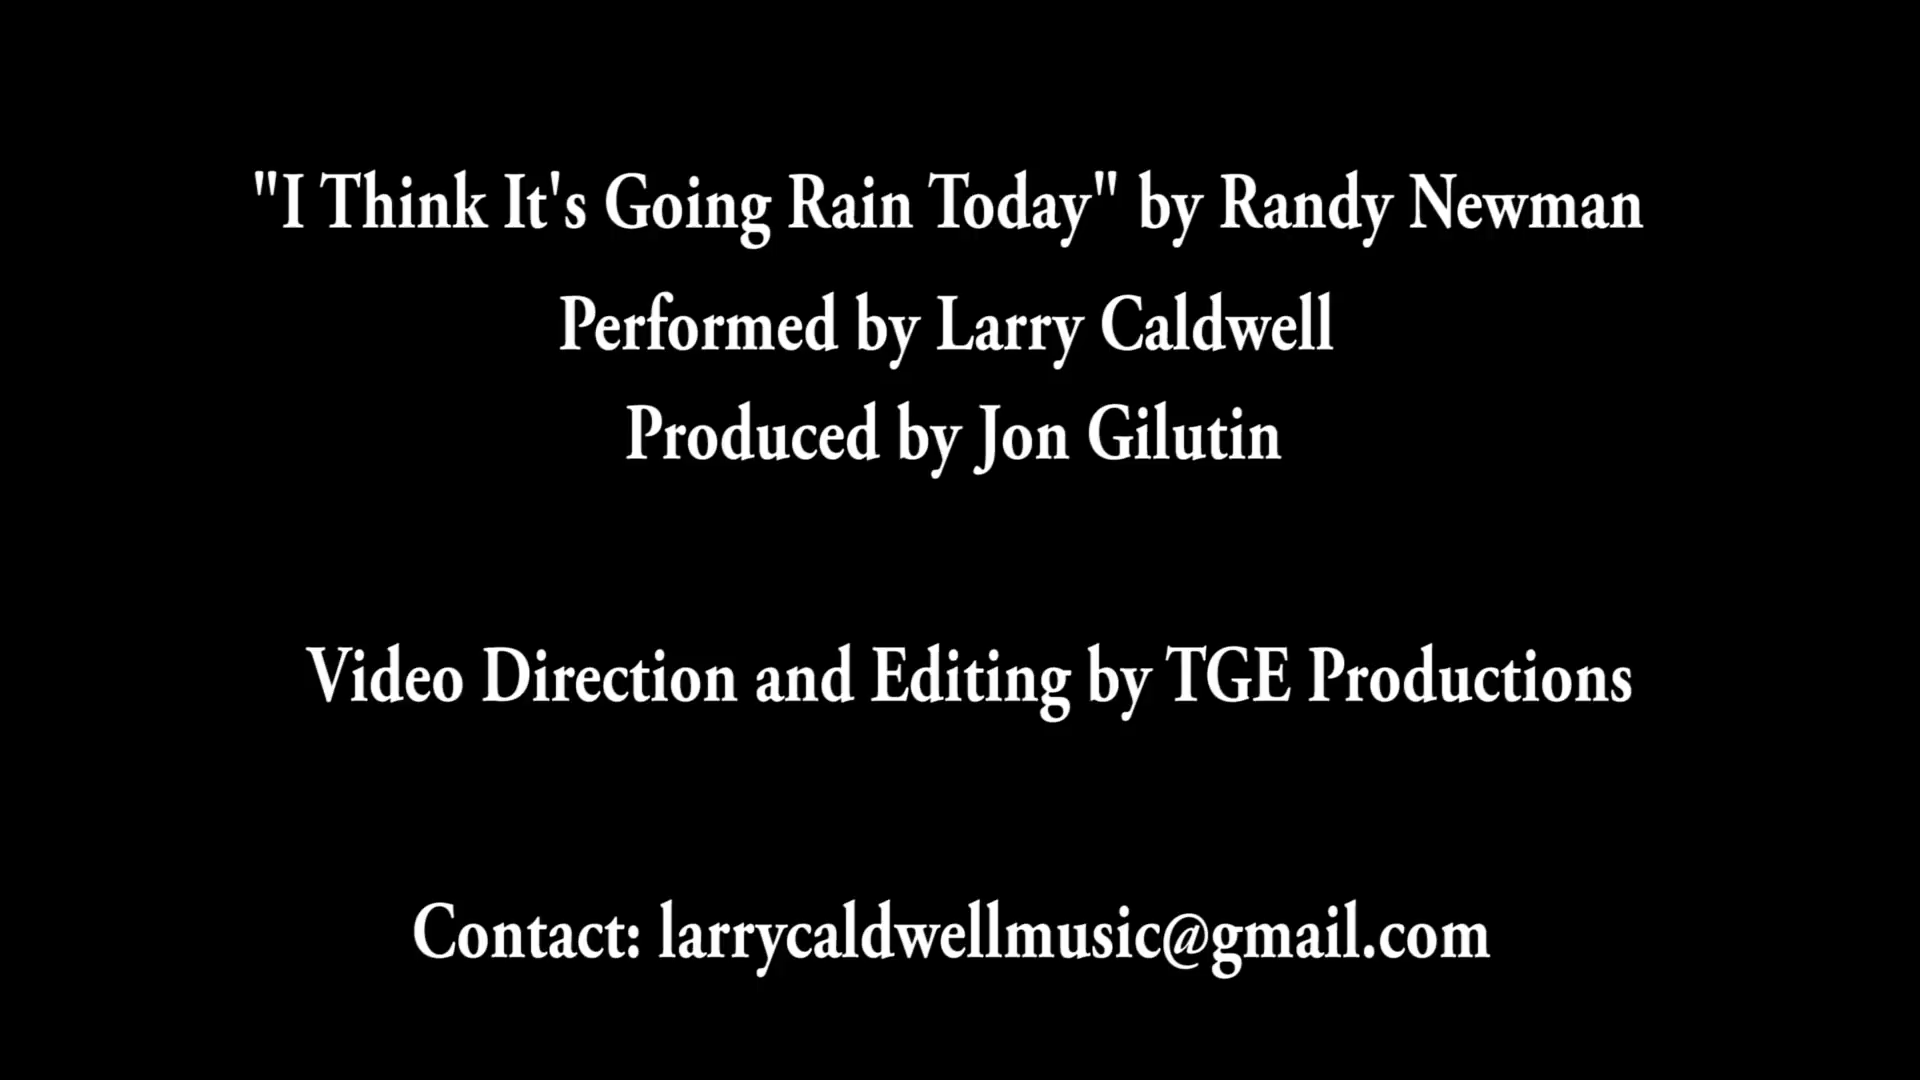 "I Think It's Going Rain Today" by Randy Newman
Performed by Larry Caldwell
Produced by Jon Gilutin
Video Direction and Editing by TGE Productions
Contact: larrycaldwellmusic@gmail.com